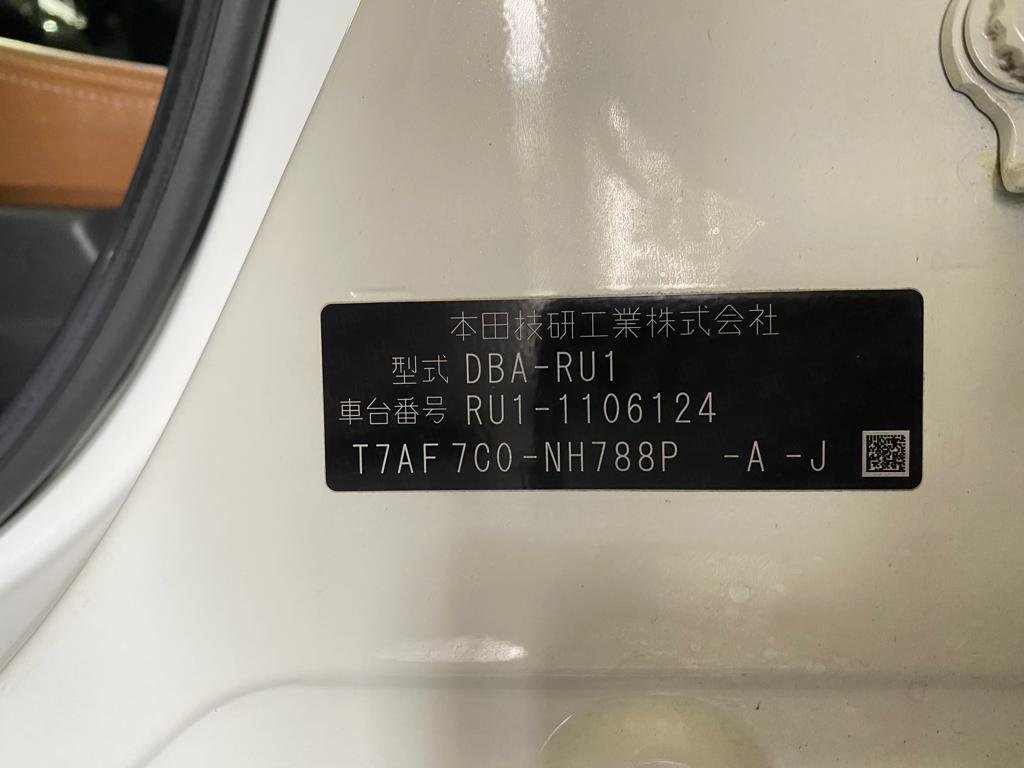 本田技研工業株式会社
型式 DBA-RU1
車台番号 RU1-1106124
T7AF7C0-NH788P -A -J